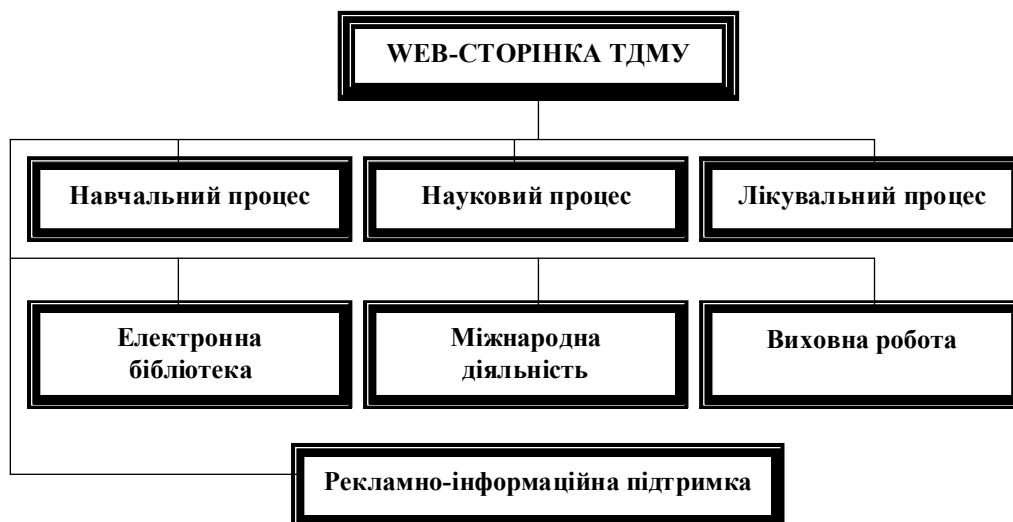 WEB-СТОРІНКА ТДМУ
Навчальний процес
Науковий процес
Лікувальний процес
Електронна
бібліотека
Міжнародна
діяльність
Виховна робота
Рекламно-інформаційна підтримка